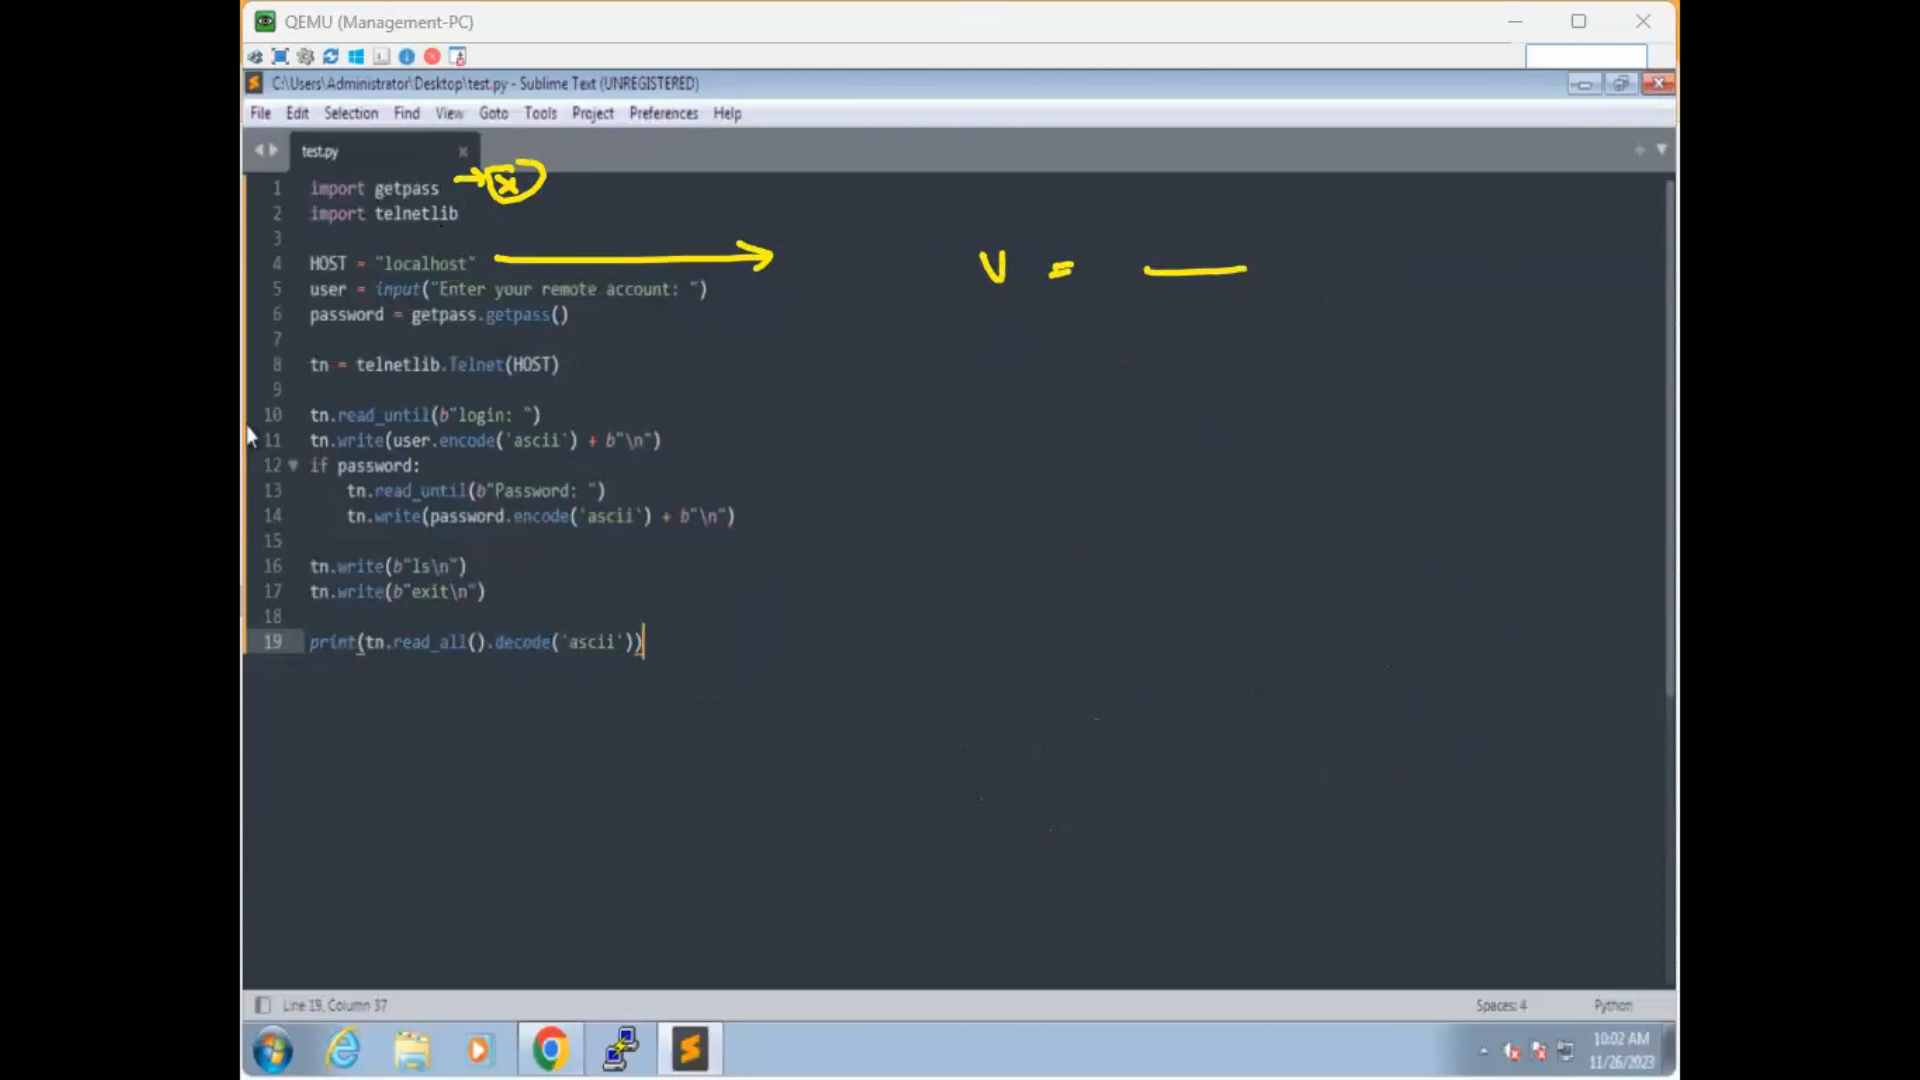 QEMU (Management-PC)
C:\Users\Administrator\Desktop\test.py - Sublime Text (UNREGISTERED)
File Edit Selection Find View Goto Tools Project Preferences Help
test.py
1 import getpass → x
2 import telnetlib
3
4 HOST = "localhost" V =
5 user = input("Enter your remote account: ")
6 password = getpass.getpass()
7
8 tn = telnetlib.Telnet(HOST)
9
10 tn.read_until(b"login: ")
11 tn.write(user.encode('ascii') + b"\n")
12 if password:
13 tn.read_until(b"Password: ")
14 tn.write(password.encode('ascii') + b"\n")
15
16 tn.write(b"ls\n")
17 tn.write(b"exit\n")
18
19 print(tn.read_all().decode('ascii'))
Line 19, Column 37 Spaces: 4 Python
10:02 AM
11/26/2023